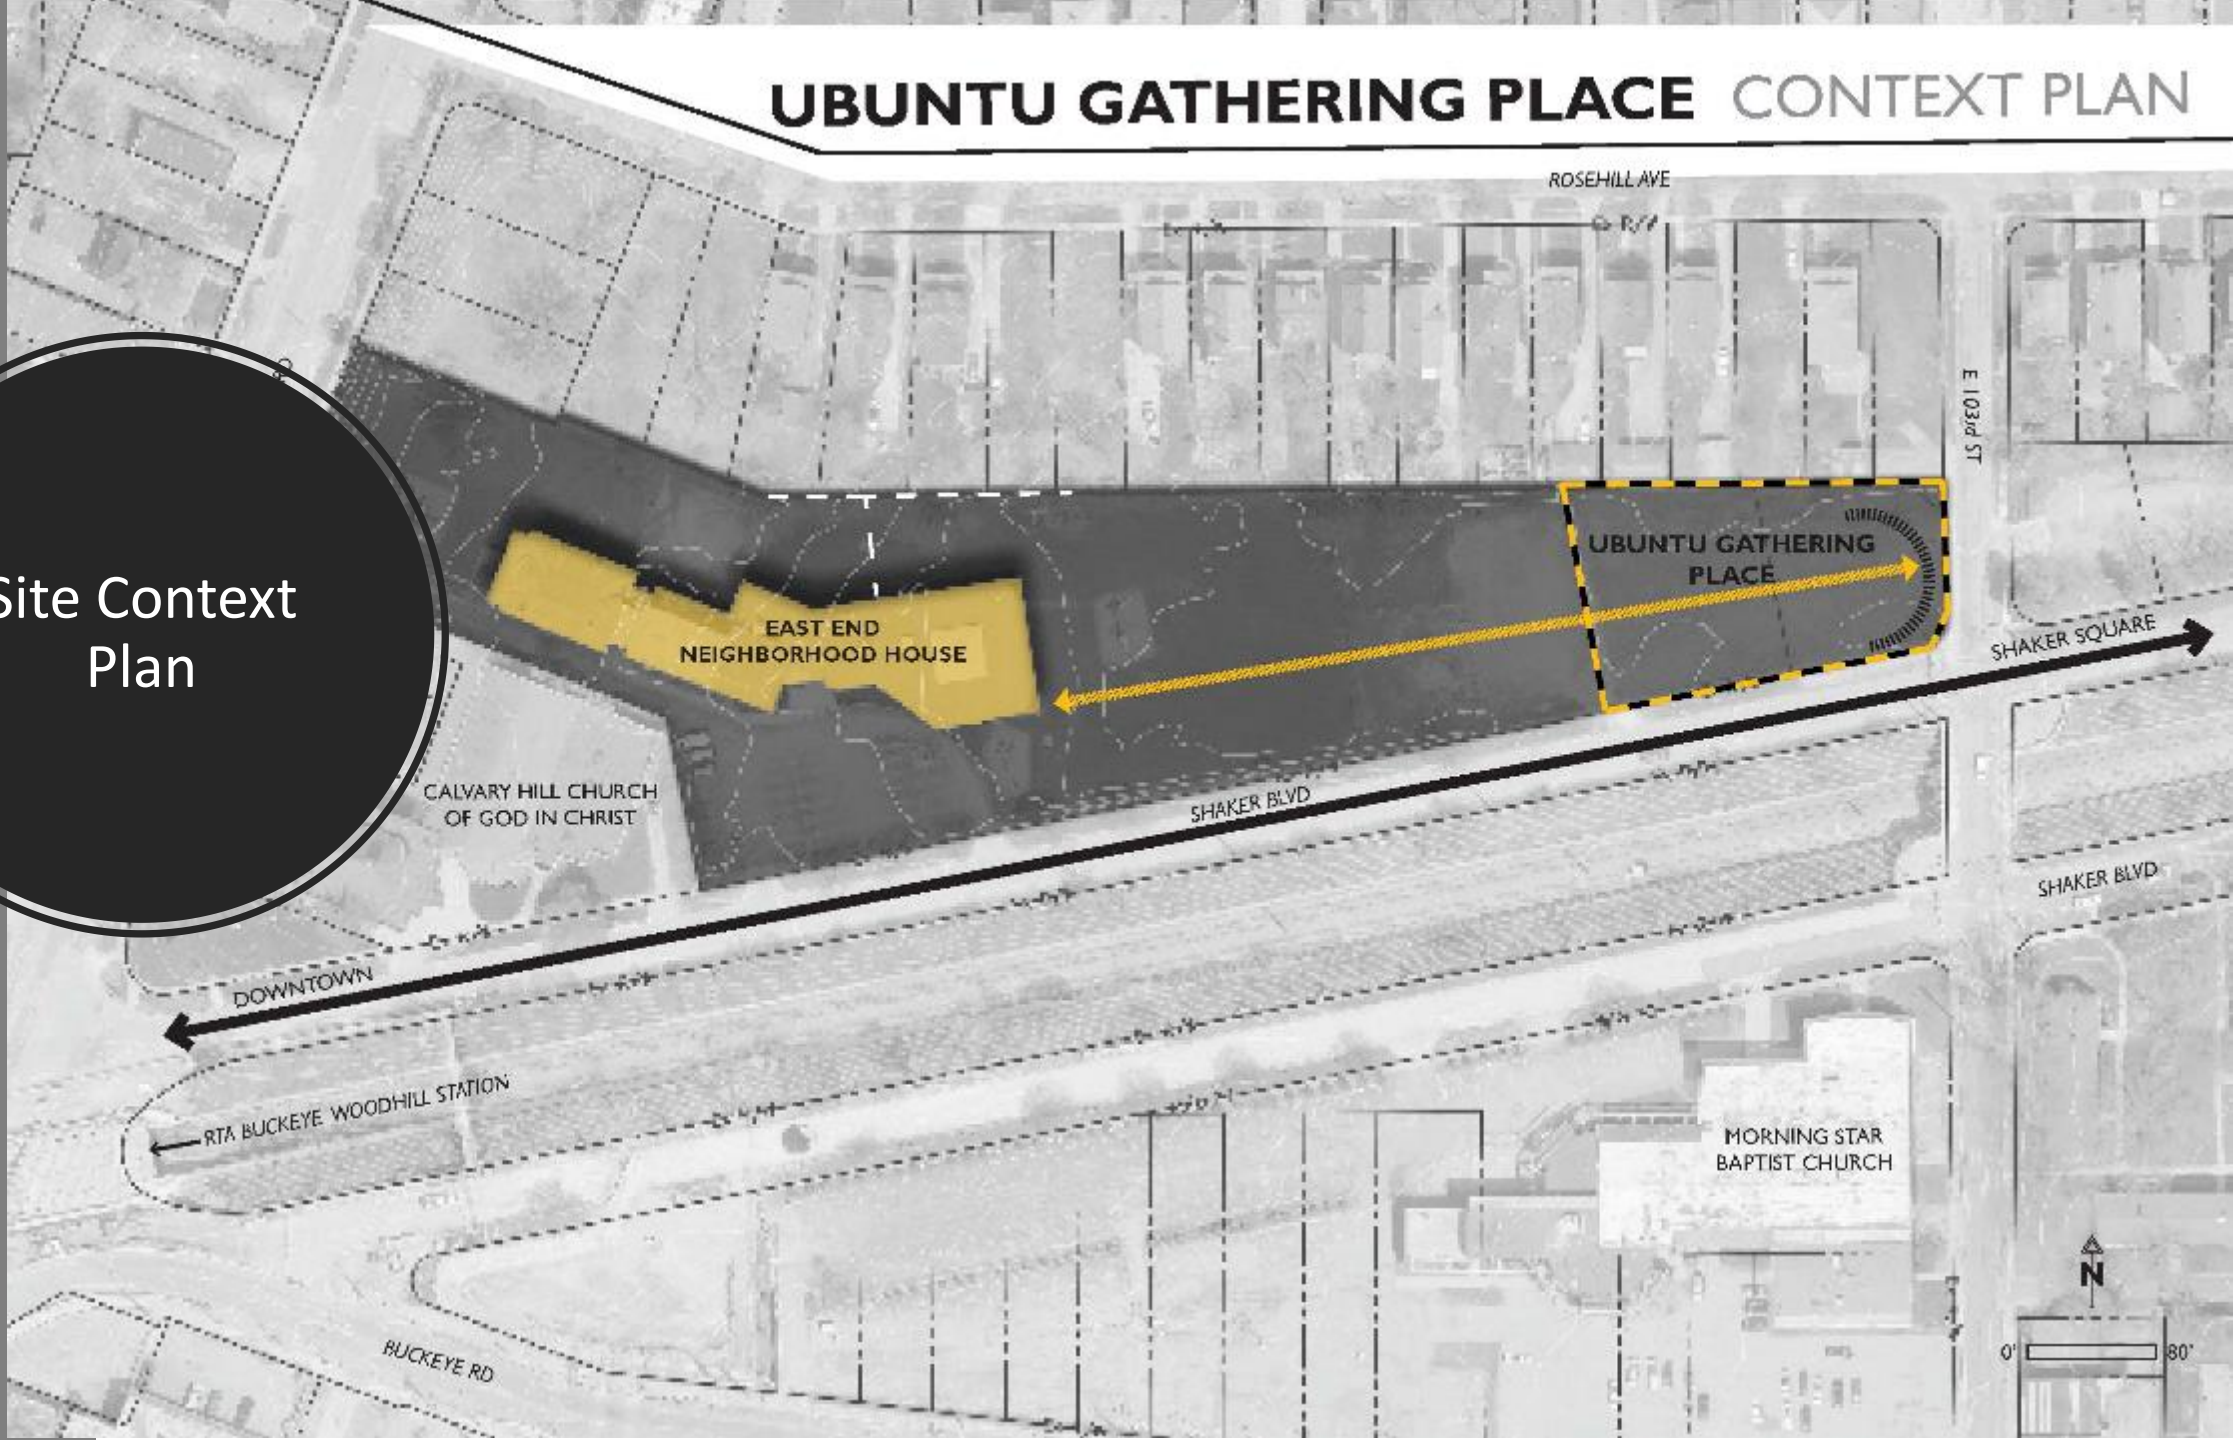 UBUNTU GATHERING PLACE CONTEXT PLAN
ROSEHILL AVE
E 103rd ST
Site Context
Plan
UBUNTU GATHERING
PLACE
EAST END
NEIGHBORHOOD HOUSE
SHAKER SQUARE
CALVARY HILL CHURCH
OF GOD IN CHRIST
SHAKER BLVD
SHAKER BLVD
DOWNTOWN
RTA BUCKEYE WOODHILL STATION
MORNING STAR
BAPTIST CHURCH
N
BUCKEYE RD
0' 80'